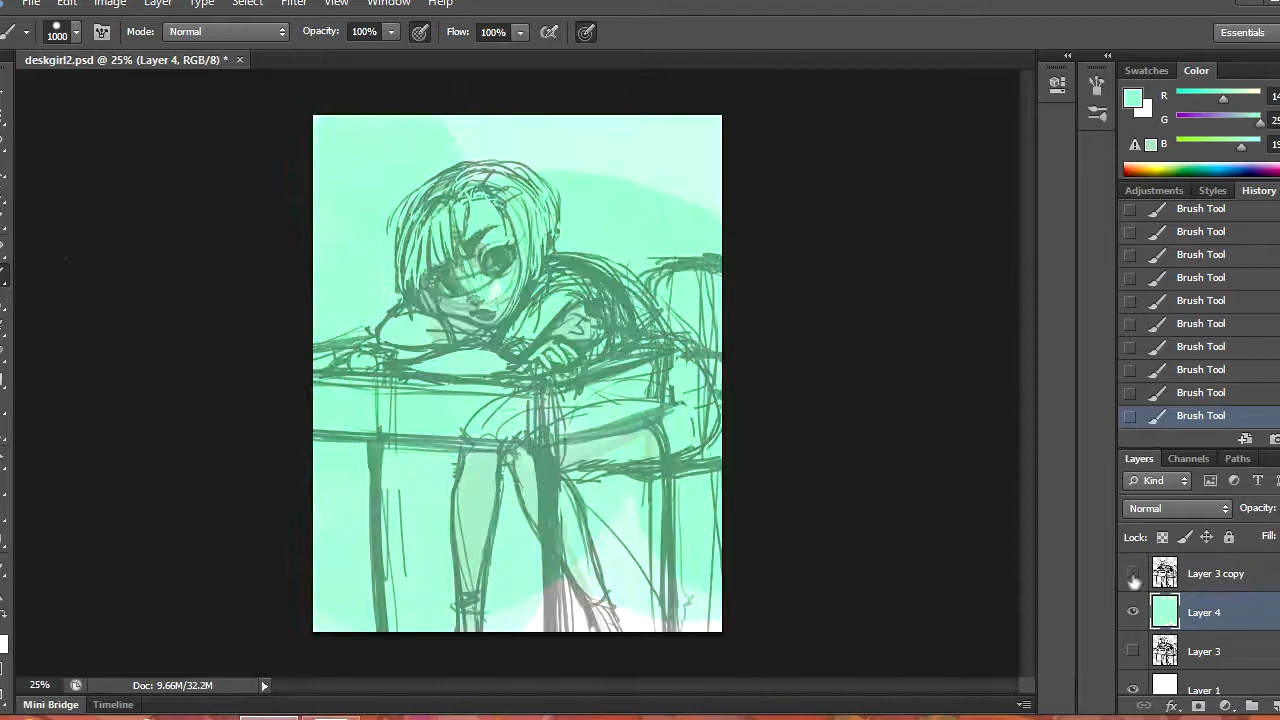 File Edit Image Layer Type Select Filter View Window Help
1000 Mode: Normal Opacity: 100% Flow: 100% Essentials
deskgirl2.psd @ 25% (Layer 4, RGB/8) * ×
Swatches Color
R 14
G 25
B 19
Adjustments Styles History
Brush Tool
Brush Tool
Brush Tool
Brush Tool
Brush Tool
Brush Tool
Brush Tool
Brush Tool
Brush Tool
Brush Tool
Layers Channels Paths
Kind T
Normal Opacity:
Lock: Fill:
Layer 3 copy
Layer 4
Layer 3
Layer 1
25% Doc: 9.66M/32.2M
Mini Bridge Timeline
fx